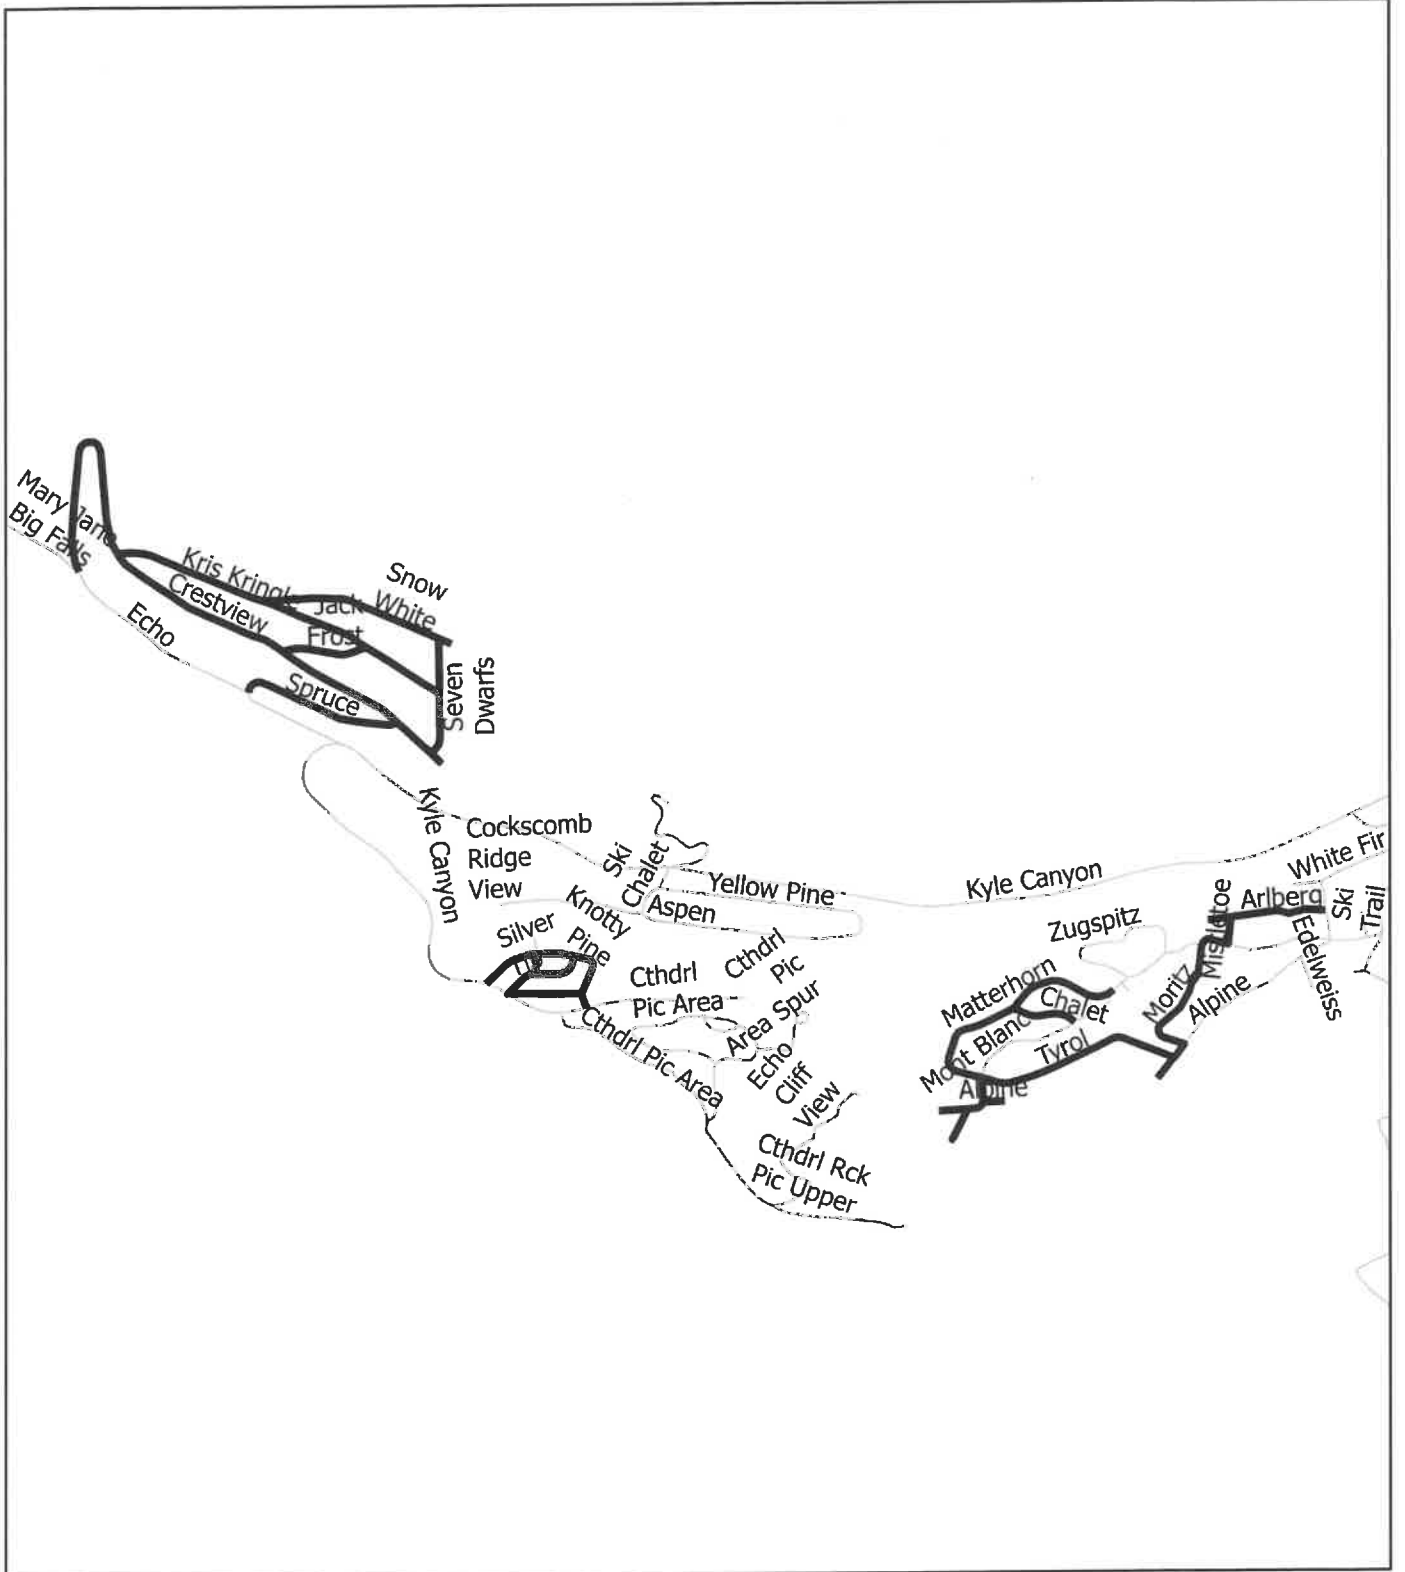 Mary Jane
Big Falls
Echo
Kris Kringle
Crestview
Jack
Frost
Snow
White
Spruce
Seven
Dwarfs
Kyle Canyon
Cockscomb
Ridge
View
Ski
Chalet
Yellow Pine
Aspen
Knotty
Pine
Silver
Cthdrl
Pic Area
Cthdrl
Pic
Area Spur
Cthdrl Pic Area
Echo
Cliff
View
Cthdrl Rck
Pic Upper
Kyle Canyon
Zugspitz
Matterhorn
Chalet
Mont Blanc
Tyrol
Alpine
Moritz
Alpine
Mistletoe
Arlberg
Edelweiss
White Fir
Ski
Trail